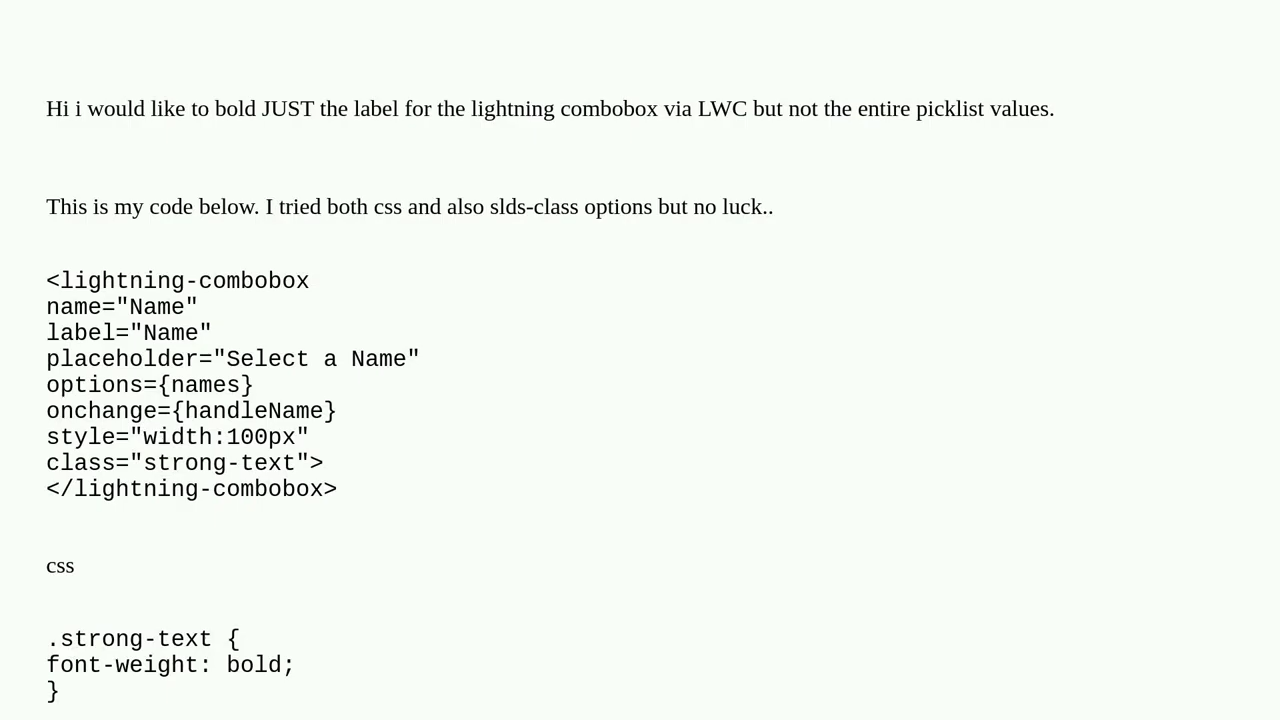 Hi i would like to bold JUST the label for the lightning combobox via LWC but not the entire picklist values.
This is my code below. I tried both css and also slds-class options but no luck..
<lightning-combobox
name="Name"
label="Name"
placeholder="Select a Name"
options={names}
onchange={handleName}
style="width:100px"
class="strong-text">
</lightning-combobox>
css
.strong-text {
font-weight: bold;
}